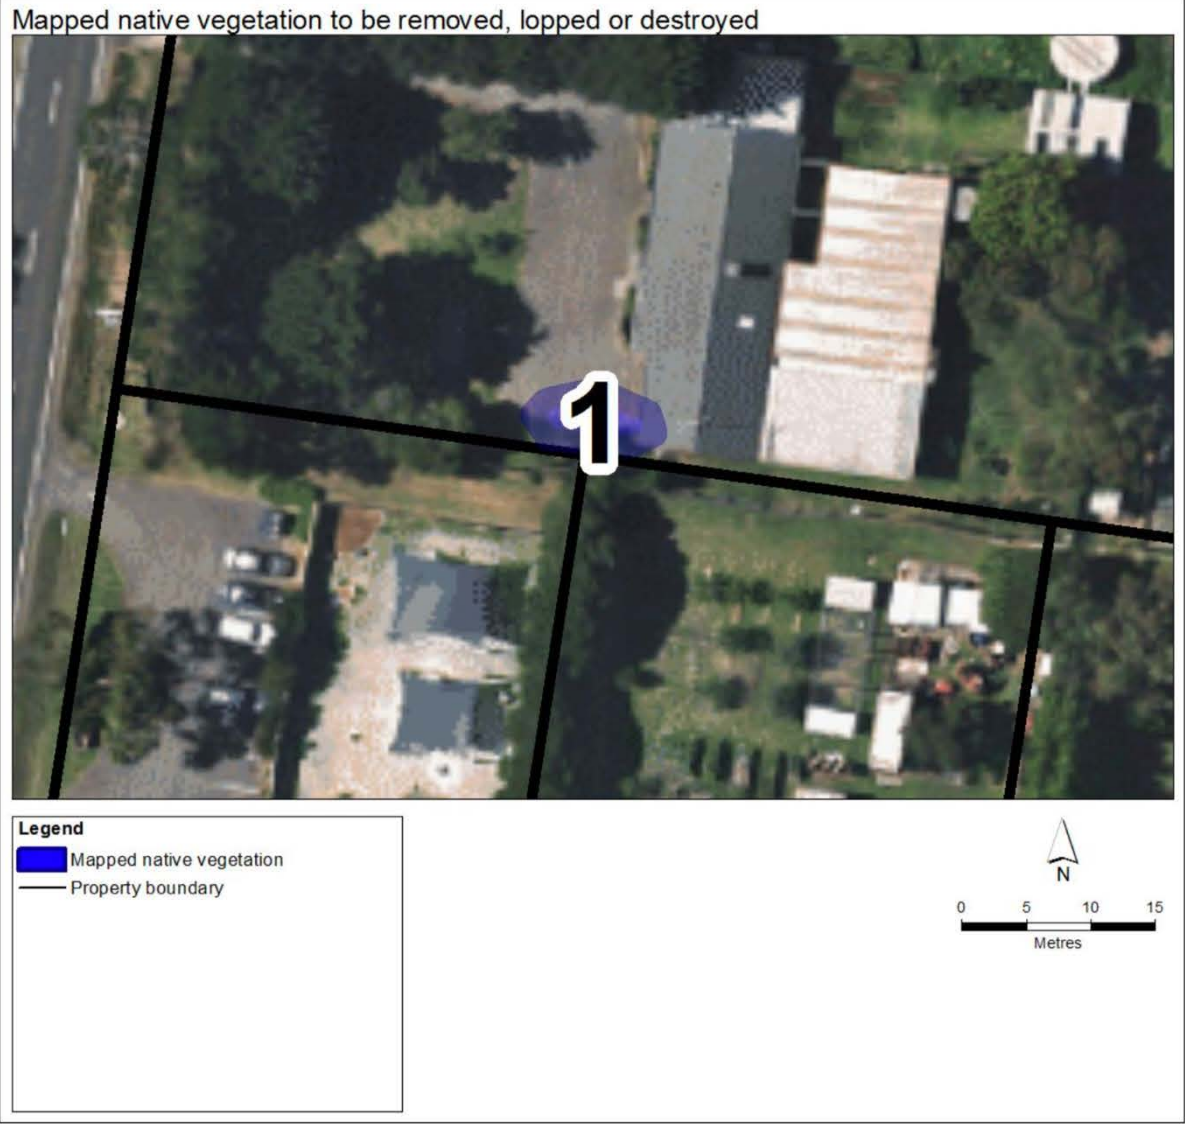 Mapped native vegetation to be removed, lopped or destroyed
1
Legend
Mapped native vegetation
Property boundary
N
0 5 10 15
Metres